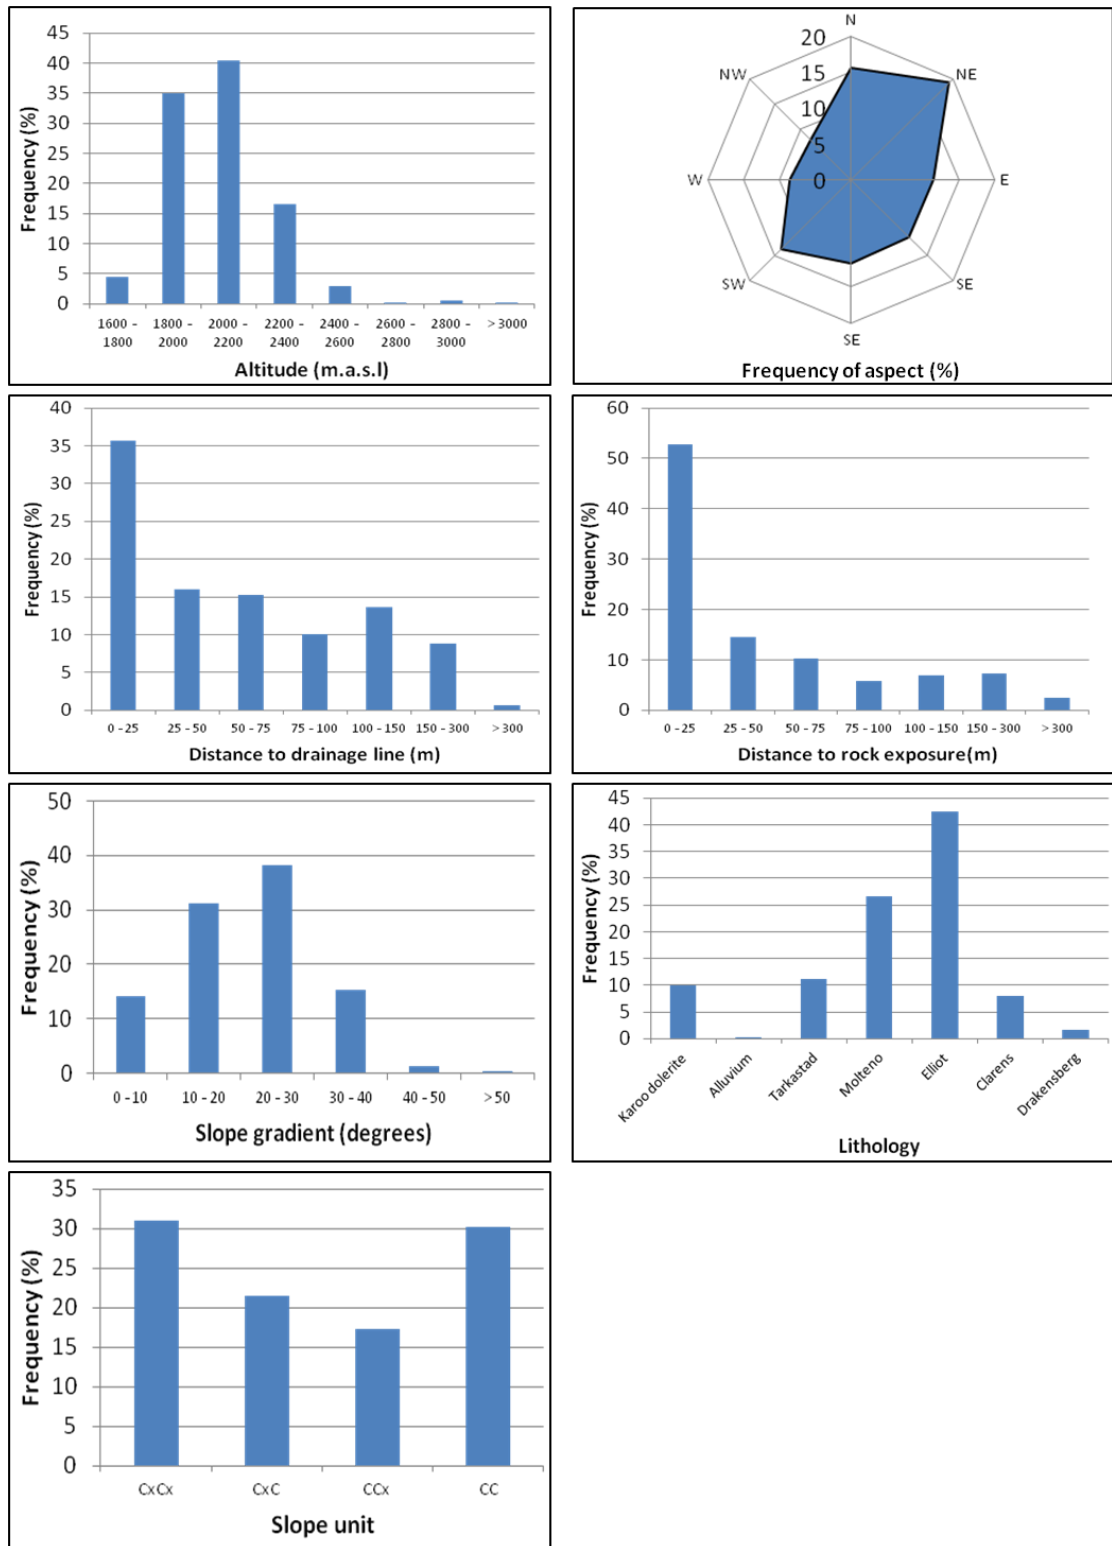 45
40
35
30
25
20
15
10
5
0
Frequency (%)
1600 - 1800 - 2000 - 2200 - 2400 - 2600 - 2800 - > 3000
1800 2000 2200 2400 2600 2800 3000
Altitude (m.a.s.l)
N
20
NW 15 NE
10
5
W 0 E
SW SE
SE
Frequency of aspect (%)
40
35
30
25
20
15
10
5
0
Frequency (%)
0 - 25 25 - 50 50 - 75 75 - 100 100 - 150 150 - 300 > 300
Distance to drainage line (m)
60
50
40
30
20
10
0
Frequency (%)
0 - 25 25 - 50 50 - 75 75 - 100 100 - 150 150 - 300 > 300
Distance to rock exposure(m)
50
40
30
20
10
0
Frequency (%)
0 - 10 10 - 20 20 - 30 30 - 40 40 - 50 > 50
Slope gradient (degrees)
45
40
35
30
25
20
15
10
5
0
Frequency (%)
Karoo dolerite Alluvium Tarkastad Molteno Elliot Clarens Drakensberg
Lithology
35
30
25
20
15
10
5
0
Frequency (%)
CxCx CxC CCx CC
Slope unit